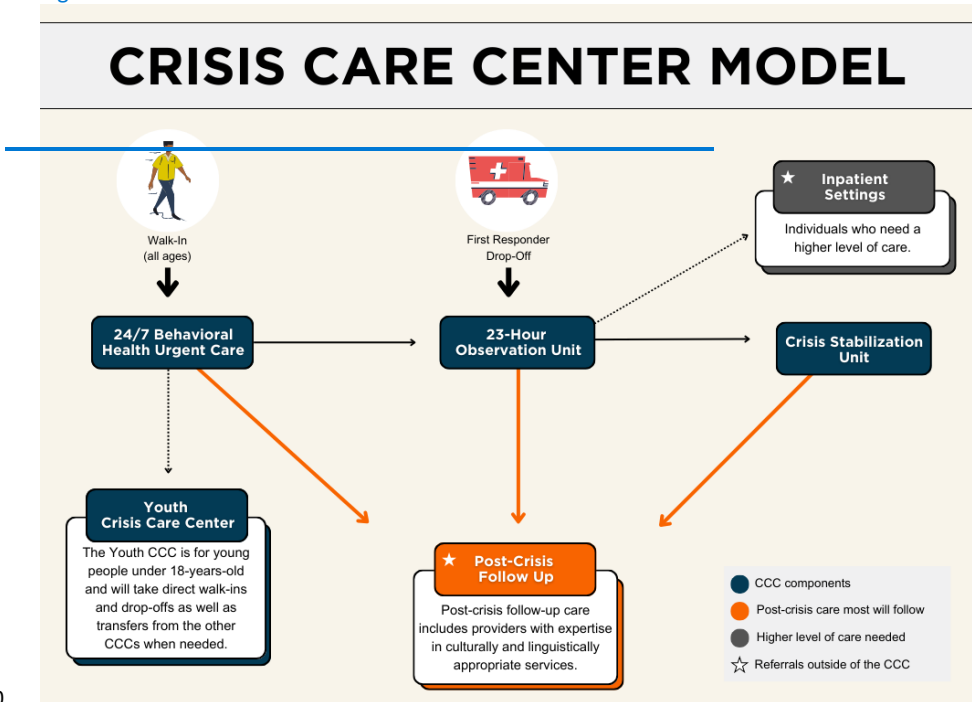 CRISIS CARE CENTER MODEL
Walk-In
(all ages)
First Responder
Drop-Off
Inpatient
Settings
Individuals who need a
higher level of care.
24/7 Behavioral
Health Urgent Care
23-Hour
Observation Unit
Crisis Stabilization
Unit
Youth
Crisis Care Center
The Youth CCC is for young
people under 18-years-old
and will take direct walk-ins
and drop-offs as well as
transfers from the other
CCCs when needed.
Post-Crisis
Follow Up
Post-crisis follow-up care
includes providers with expertise
in culturally and linguistically
appropriate services.
CCC components
Post-crisis care most will follow
Higher level of care needed
Referrals outside of the CCC